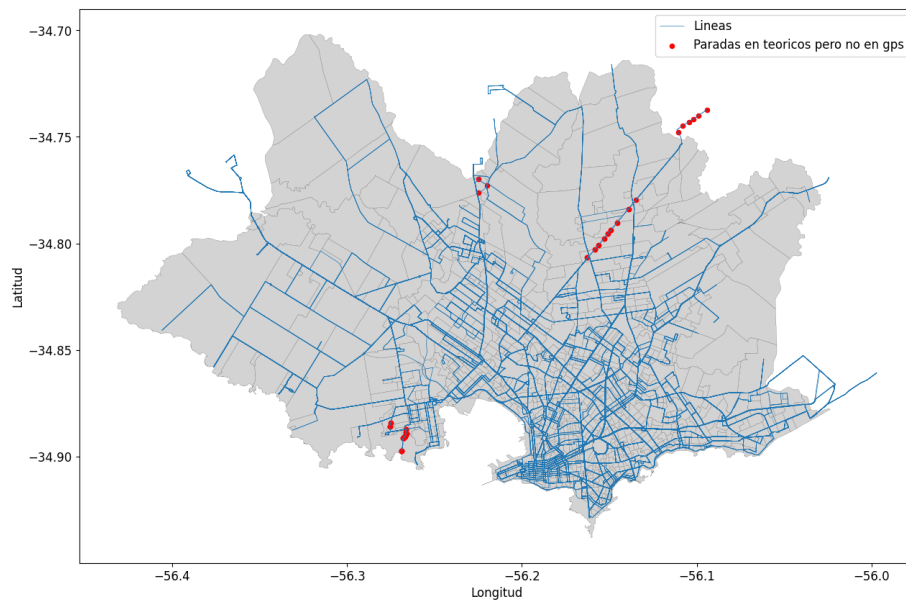 Lineas
Paradas en teoricos pero no en gps
−34.70
−34.75
−34.80
−34.85
−34.90
Latitud
−56.4
−56.3
−56.2
−56.1
−56.0
Longitud